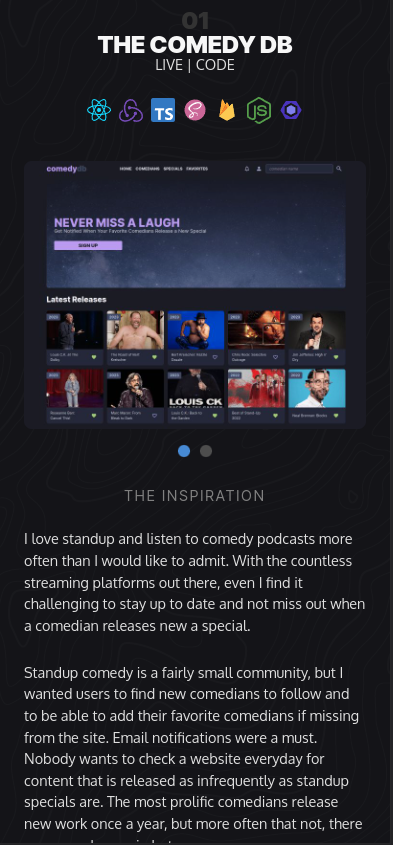 01
THE COMEDY DB
LIVE | CODE
TS
JS
comedydb
HOME COMEDIANS SPECIALS FAVORITES
NEVER MISS A LAUGH
Get Notified When Your Favorite Comedians Release a New Special
SIGN UP
Latest Releases
LOUIS CK
THE INSPIRATION
I love standup and listen to comedy podcasts more
often than I would like to admit. With the countless
streaming platforms out there, even I find it
challenging to stay up to date and not miss out when
a comedian releases new a special.
Standup comedy is a fairly small community, but I
wanted users to find new comedians to follow and
to be able to add their favorite comedians if missing
from the site. Email notifications were a must.
Nobody wants to check a website everyday for
content that is released as infrequently as standup
specials are. The most prolific comedians release
new work once a year, but more often that not, there